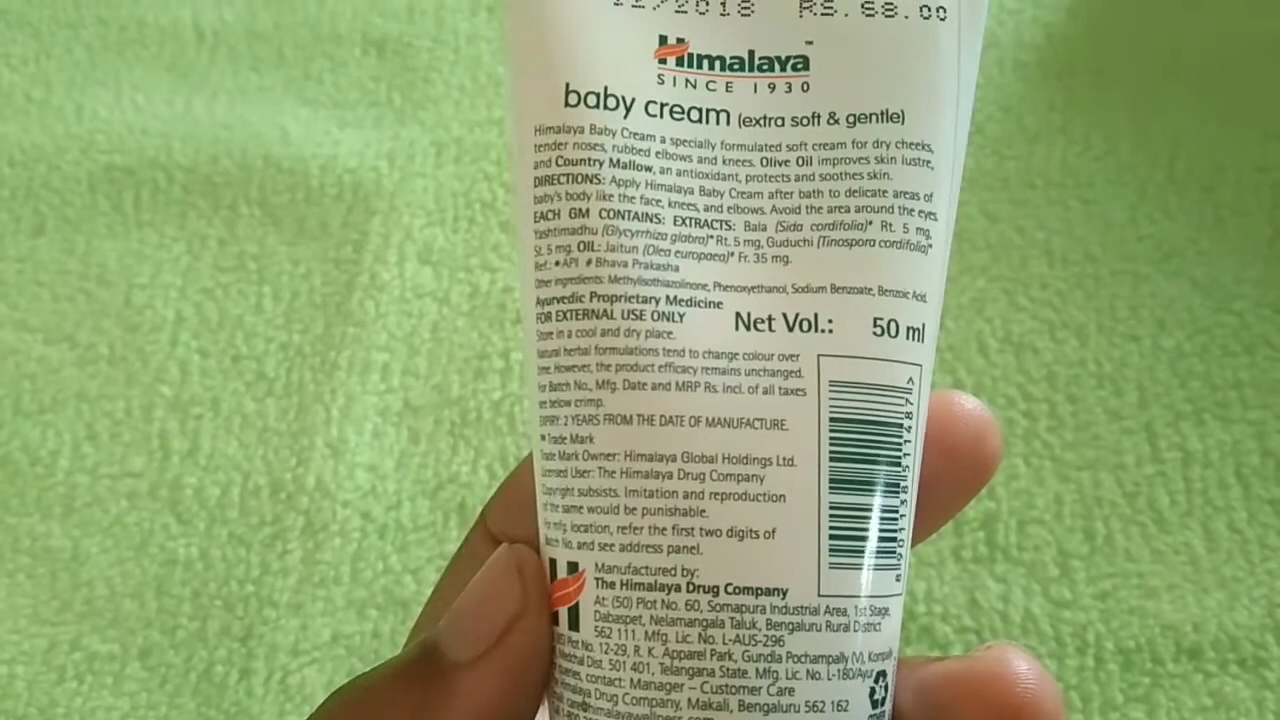 /2018 RS.68.00
Himalaya™
SINCE 1930
baby cream (extra soft & gentle)
Himalaya Baby Cream a specially formulated soft cream for dry cheeks,
tender noses, rubbed elbows and knees. Olive Oil improves skin lustre,
and Country Mallow, an antioxidant, protects and soothes skin.
DIRECTIONS: Apply Himalaya Baby Cream after bath to delicate areas of
baby's body like the face, knees, and elbows. Avoid the area around the eyes.
EACH GM CONTAINS: EXTRACTS: Bala (Sida cordifolia)* Rt. 5 mg,
Yashtimadhu (Glycyrrhiza glabra)* Rt. 5 mg, Guduchi (Tinospora cordifolia)*
St. 5 mg. OIL: Jaitun (Olea europaea)# Fr. 35 mg.
Ref.: *API # Bhava Prakasha
Other ingredients: Methylisothiazolinone, Phenoxyethanol, Sodium Benzoate, Benzoic Acid.
Ayurvedic Proprietary Medicine
FOR EXTERNAL USE ONLY
Net Vol.: 50 ml
Store in a cool and dry place.
Natural herbal formulations tend to change colour over
time. However, the product efficacy remains unchanged.
For Batch No., Mfg. Date and MRP Rs. Incl. of all taxes
see below crimp.
EXPIRY: 2 YEARS FROM THE DATE OF MANUFACTURE.
™ Trade Mark
Trade Mark Owner: Himalaya Global Holdings Ltd.
Licensed User: The Himalaya Drug Company
Copyright subsists. Imitation and reproduction
of the same would be punishable.
For mfg. location, refer the first two digits of
Batch No. and see address panel.
8 901138 511487 >
Manufactured by:
The Himalaya Drug Company
At: (50) Plot No. 60, Somapura Industrial Area, 1st Stage,
Dabaspet, Nelamangala Taluk, Bengaluru Rural District
562 111. Mfg. Lic. No. L-AUS-296
Plot No. 12-29, R. K. Apparel Park, Gundla Pochampally (V),
Medchal Dist. 501 401, Telangana State. Mfg. Lic. No. L-180/Ayur
queries, contact: Manager – Customer Care
Himalaya Drug Company, Makali, Bengaluru 562 162
care@himalayawellness.com